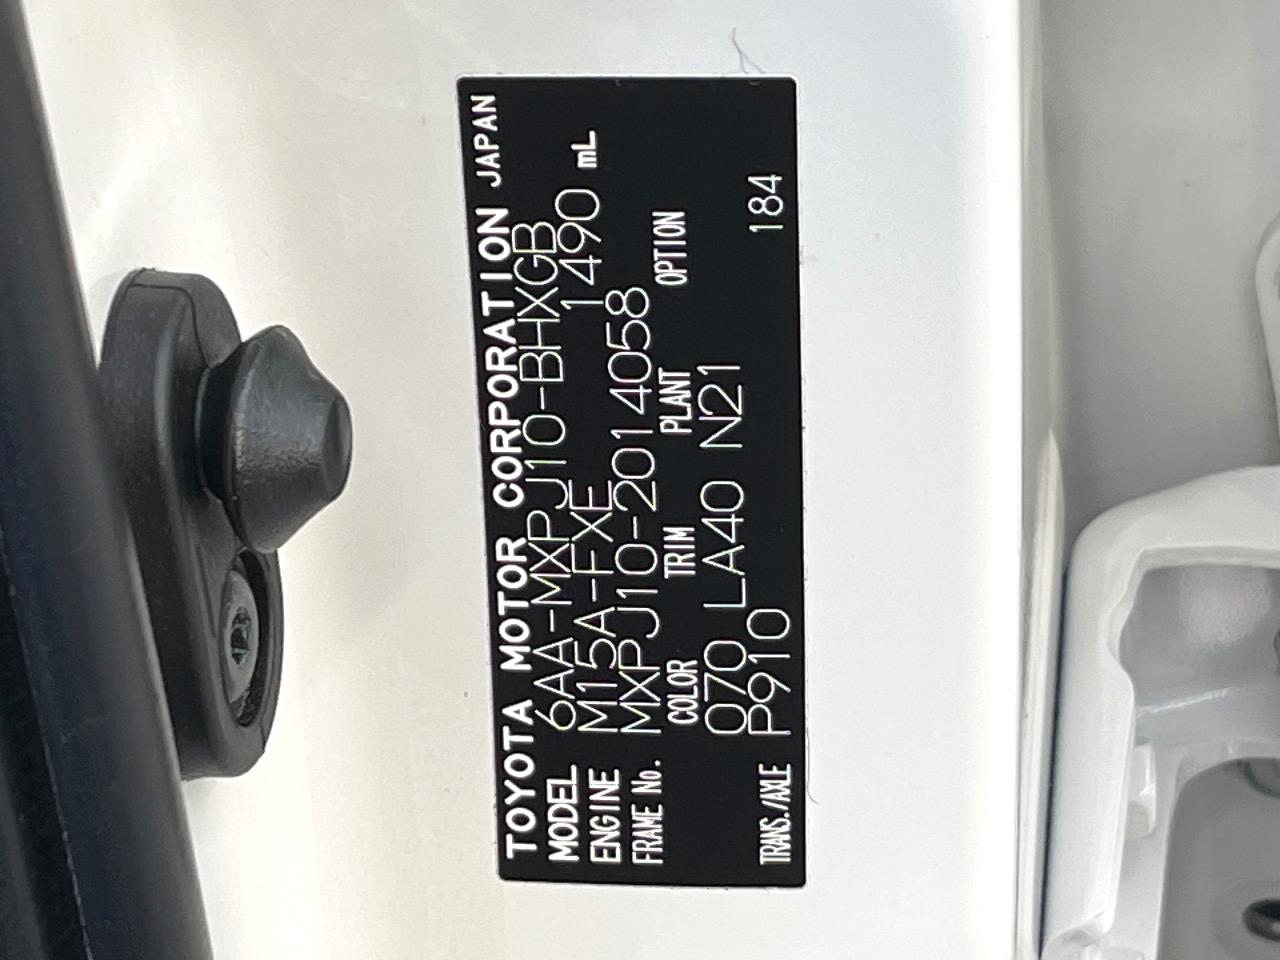 TOYOTA MOTOR CORPORATION JAPAN
MODEL 6AA-MXPJ10-BHXGB
ENGINE M15A-FXE 1490 mL
FRAME No. MXPJ10-2014058
COLOR TRIM PLANT OPTION
070 LA40 N21
TRANS./AXLE P910 184